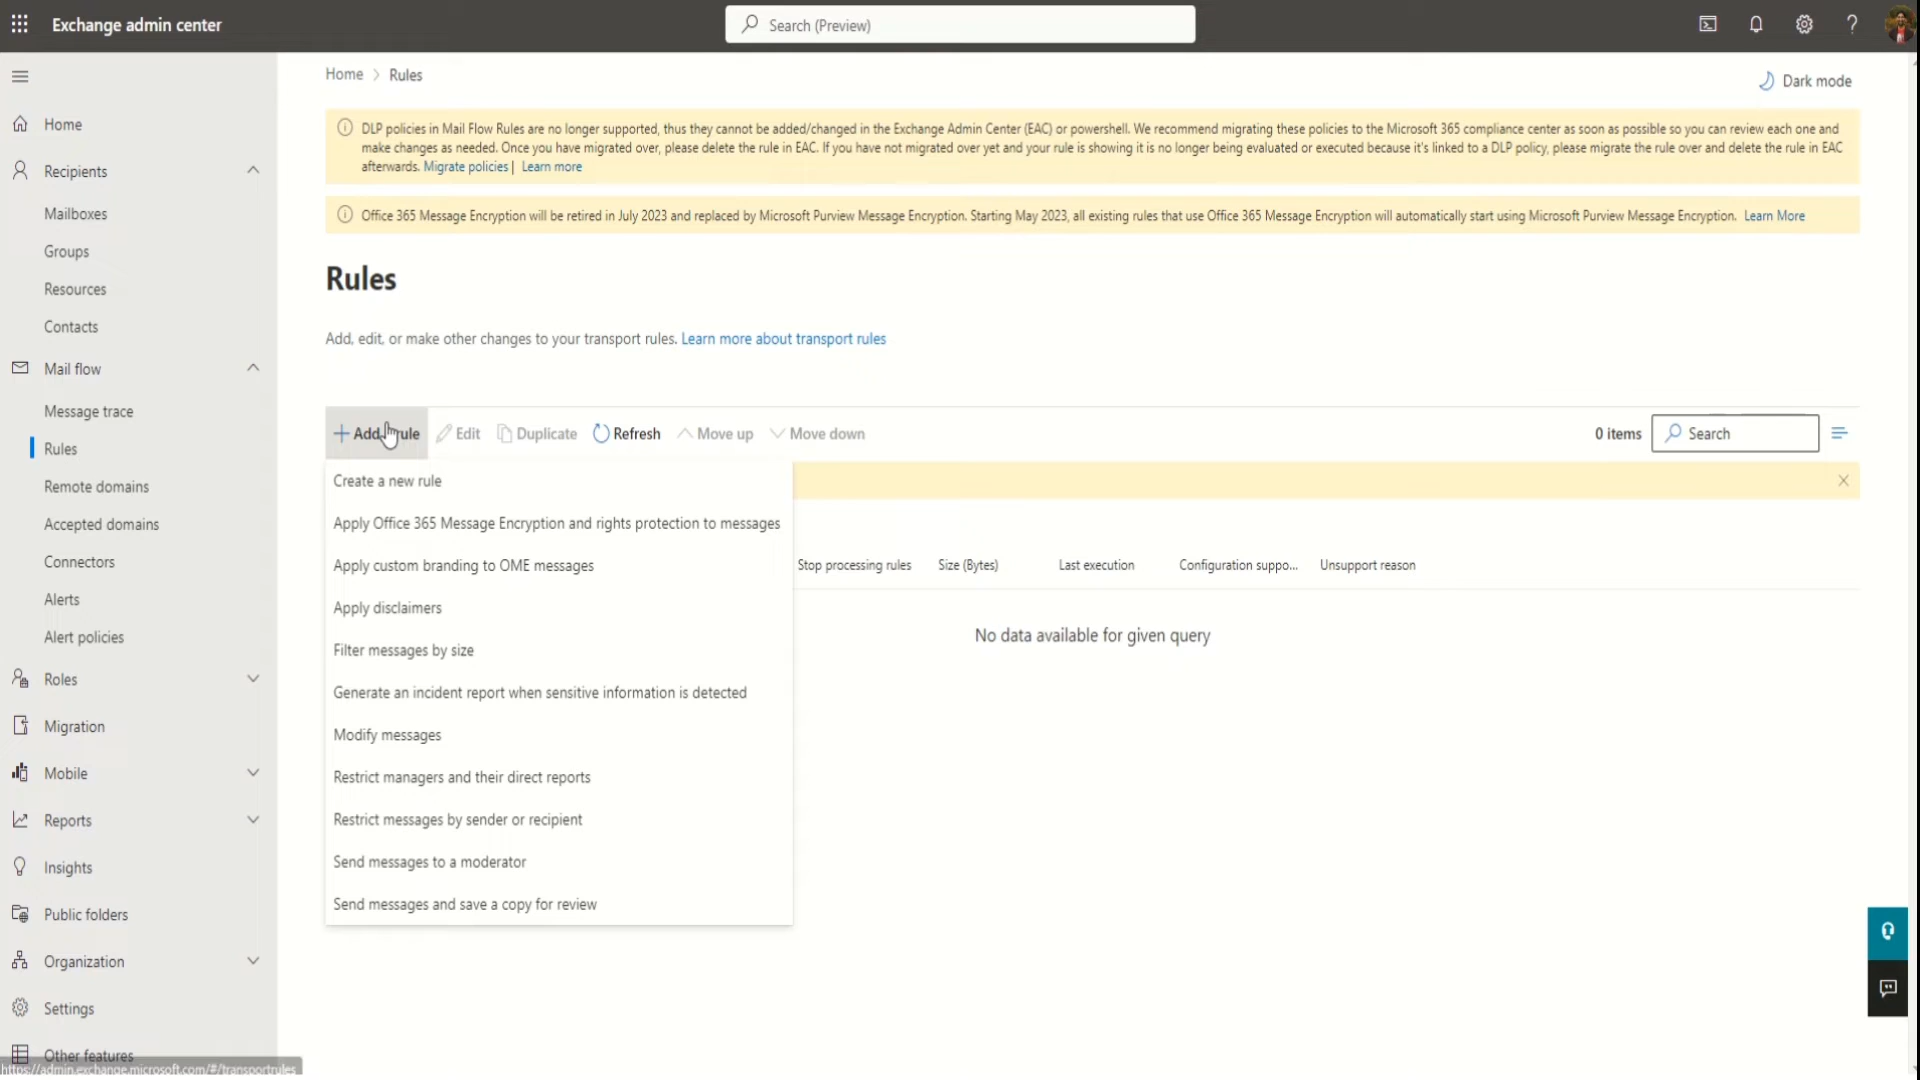 Exchange admin center
Search (Preview)
Home > Rules
Dark mode
DLP policies in Mail Flow Rules are no longer supported, thus they cannot be added/changed in the Exchange Admin Center (EAC) or powershell. We recommend migrating these policies to the Microsoft 365 compliance center as soon as possible so you can review each one and
make changes as needed. Once you have migrated over, please delete the rule in EAC. If you have not migrated over yet and your rule is showing it is no longer being evaluated or executed because it's linked to a DLP policy, please migrate the rule over and delete the rule in EAC
afterwards. Migrate policies | Learn more
Office 365 Message Encryption will be retired in July 2023 and replaced by Microsoft Purview Message Encryption. Starting May 2023, all existing rules that use Office 365 Message Encryption will automatically start using Microsoft Purview Message Encryption. Learn More
Home
Recipients
Mailboxes
Groups
Resources
Contacts
Mail flow
Message trace
Rules
Remote domains
Accepted domains
Connectors
Alerts
Alert policies
Roles
Migration
Mobile
Reports
Insights
Public folders
Organization
Settings
Other features
https://admin.exchange.microsoft.com/#/transportrules
Rules
Add, edit, or make other changes to your transport rules. Learn more about transport rules
Add rule Edit Duplicate Refresh Move up Move down
0 items Search
Create a new rule
Apply Office 365 Message Encryption and rights protection to messages
Apply custom branding to OME messages
Apply disclaimers
Filter messages by size
Generate an incident report when sensitive information is detected
Modify messages
Restrict managers and their direct reports
Restrict messages by sender or recipient
Send messages to a moderator
Send messages and save a copy for review
Stop processing rules Size (Bytes) Last execution Configuration suppo... Unsupport reason
No data available for given query